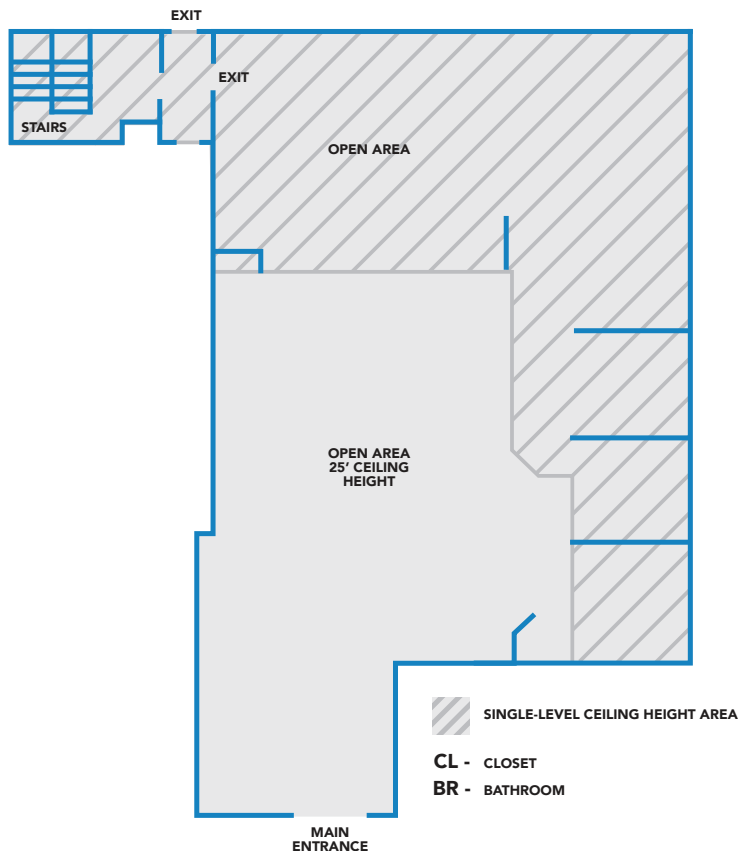 EXIT
EXIT
STAIRS
OPEN AREA
OPEN AREA
25’ CEILING
HEIGHT
SINGLE-LEVEL CEILING HEIGHT AREA
CL - CLOSET
BR - BATHROOM
MAIN
ENTRANCE